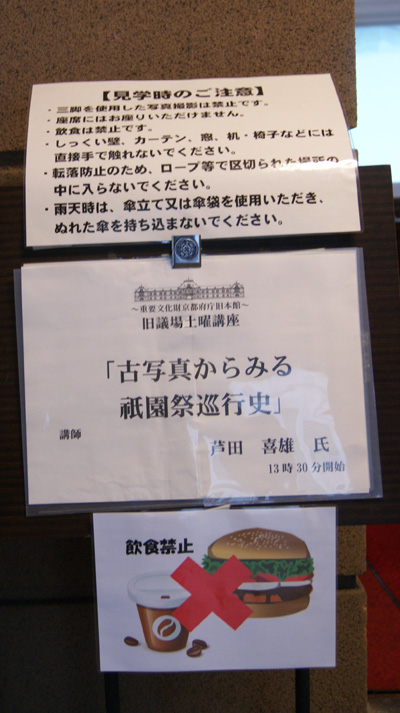 【見学時のご注意】
・三脚を使用した写真撮影は禁止です。
・座席にはお座りいただけません。
・飲食は禁止です。
・しっくい壁、カーテン、窓、机・椅子などには
直接手で触れないでください。
・転落防止のため、ロープ等で区切られた場所の
中に入らないでください。
・雨天時は、傘立て又は傘袋を使用いただき、
ぬれた傘を持ち込まないでください。
～重要文化財京都府庁旧本館～
旧議場土曜講座
「古写真からみる
祇園祭巡行史」
講師
芦田 喜雄 氏
13時30分開始
飲食禁止